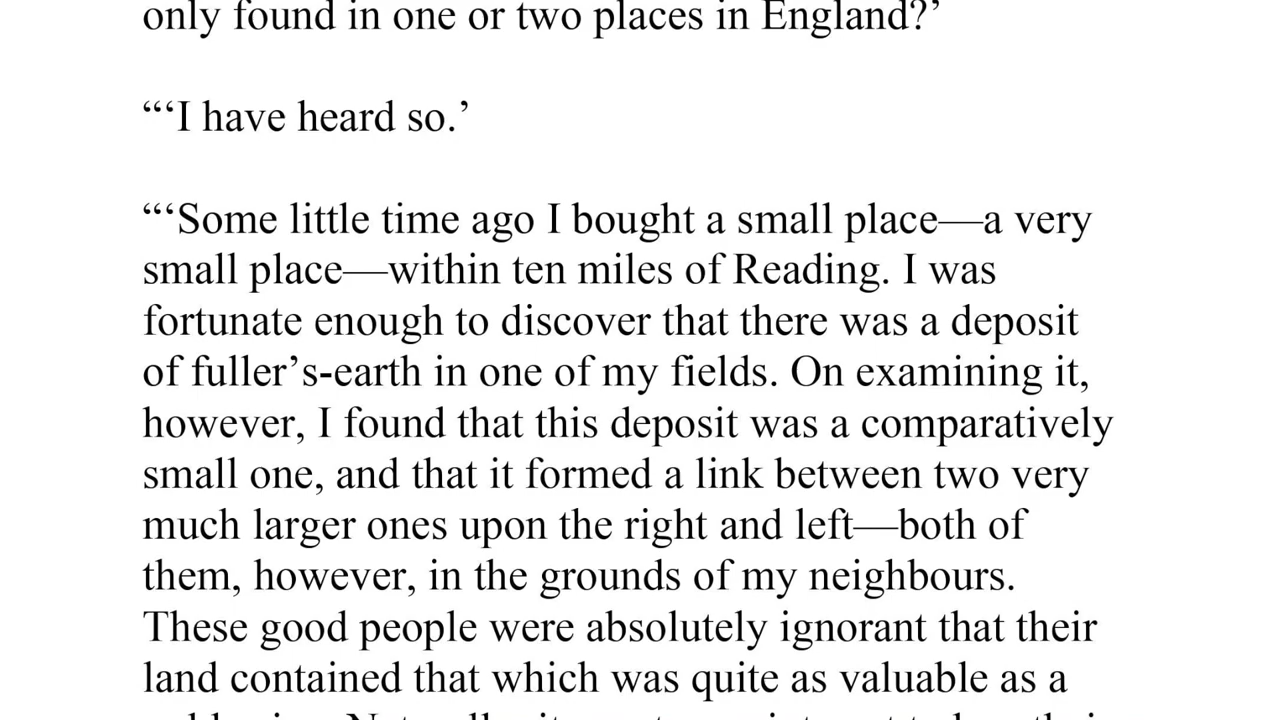 only found in one or two places in England?’
“‘I have heard so.’
“‘Some little time ago I bought a small place—a very
small place—within ten miles of Reading. I was
fortunate enough to discover that there was a deposit
of fuller’s-earth in one of my fields. On examining it,
however, I found that this deposit was a comparatively
small one, and that it formed a link between two very
much larger ones upon the right and left—both of
them, however, in the grounds of my neighbours.
These good people were absolutely ignorant that their
land contained that which was quite as valuable as a